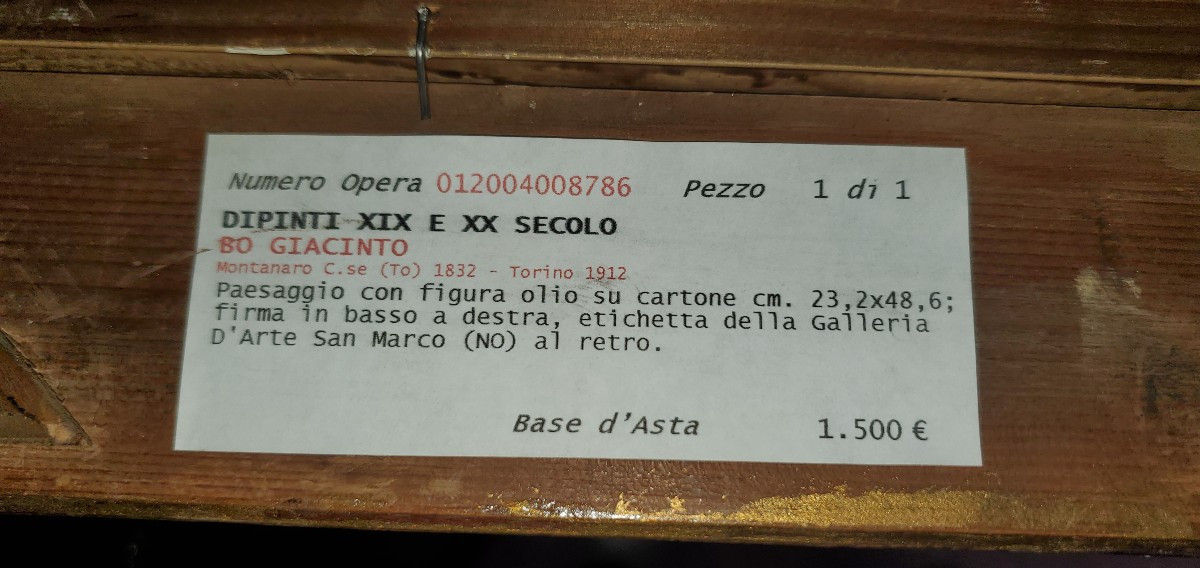 Numero Opera 012004008786 Pezzo 1 di 1
DIPINTI XIX E XX SECOLO
BO GIACINTO
Montanaro C.se (To) 1832 - Torino 1912
Paesaggio con figura olio su cartone cm. 23,2x48,6;
firma in basso a destra, etichetta della Galleria
D'Arte San Marco (NO) al retro.
Base d'Asta 1.500 €